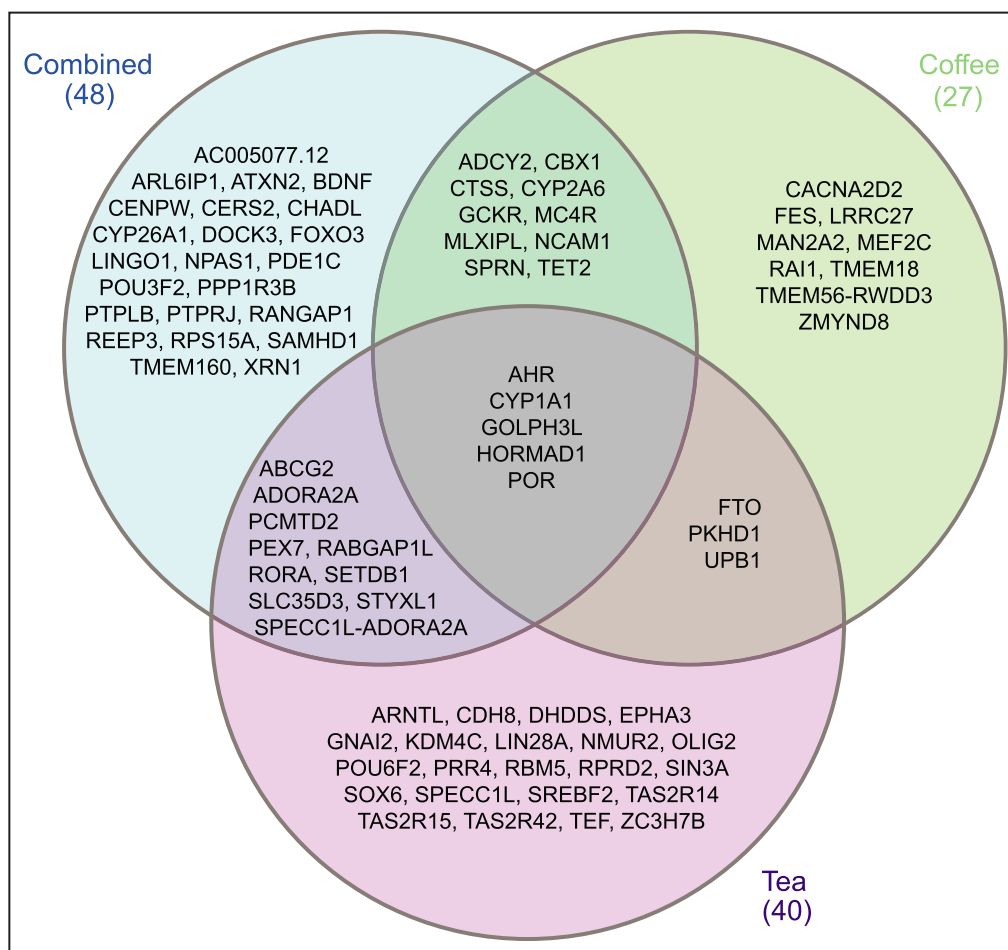 Combined
(48)
Coffee
(27)
AC005077.12
ARL6IP1, ATXN2, BDNF
CENPW, CERS2, CHADL
CYP26A1, DOCK3, FOXO3
LINGO1, NPAS1, PDE1C
POU3F2, PPP1R3B
PTPLB, PTPRJ, RANGAP1
REEP3, RPS15A, SAMHD1
TMEM160, XRN1
ADCY2, CBX1
CTSS, CYP2A6
GCKR, MC4R
MLXIPL, NCAM1
SPRN, TET2
CACNA2D2
FES, LRRC27
MAN2A2, MEF2C
RAI1, TMEM18
TMEM56-RWDD3
ZMYND8
AHR
CYP1A1
GOLPH3L
HORMAD1
POR
ABCG2
ADORA2A
PCMTD2
PEX7, RABGAP1L
RORA, SETDB1
SLC35D3, STYXL1
SPECC1L-ADORA2A
FTO
PKHD1
UPB1
ARNTL, CDH8, DHDDS, EPHA3
GNAI2, KDM4C, LIN28A, NMUR2, OLIG2
POU6F2, PRR4, RBM5, RPRD2, SIN3A
SOX6, SPECC1L, SREBF2, TAS2R14
TAS2R15, TAS2R42, TEF, ZC3H7B
Tea
(40)